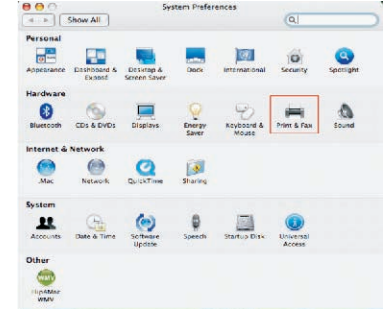 System Preferences
Show All
Personal
Appearance Dashboard & Desktop & Dock International Security Spotlight
Exposé Screen Saver
Hardware
Bluetooth CDs & DVDs Displays Energy Keyboard & Print & Fax Sound
Saver Mouse
Internet & Network
.Mac Network QuickTime Sharing
System
Accounts Date & Time Software Speech Startup Disk Universal
Update Access
Other
WMV
Flip4Mac
WMV